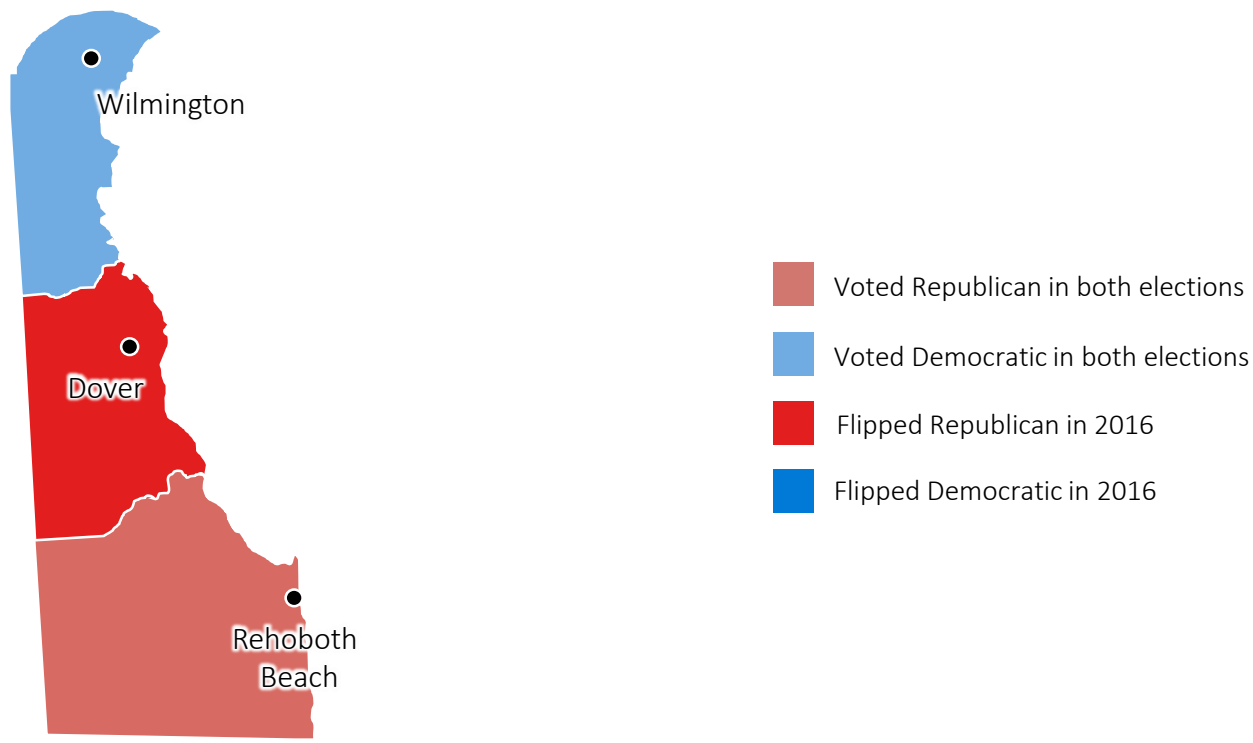 Wilmington
Dover
Rehoboth
Beach
Voted Republican in both elections
Voted Democratic in both elections
Flipped Republican in 2016
Flipped Democratic in 2016